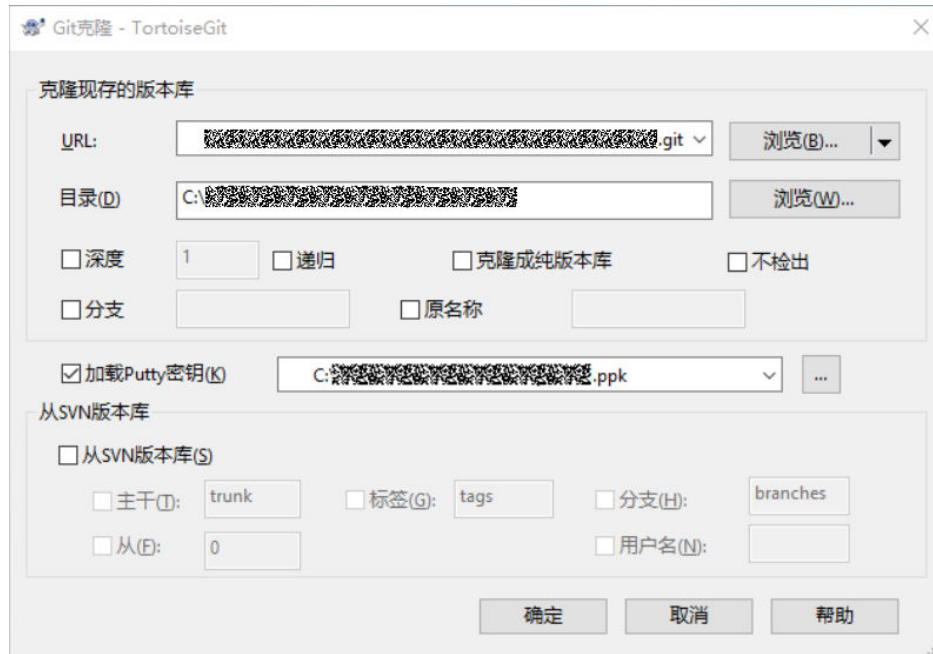 Git克隆 - TortoiseGit
克隆现存的版本库
URL: .git 浏览(B)...
目录(D) C:\ 浏览(W)...
深度 1 递归 克隆成纯版本库 不检出
分支 原名称
加载Putty密钥(K) C: .ppk ...
从SVN版本库
从SVN版本库(S)
主干(T): trunk 标签(G): tags 分支(H): branches
从(F): 0 用户名(N):
确定 取消 帮助